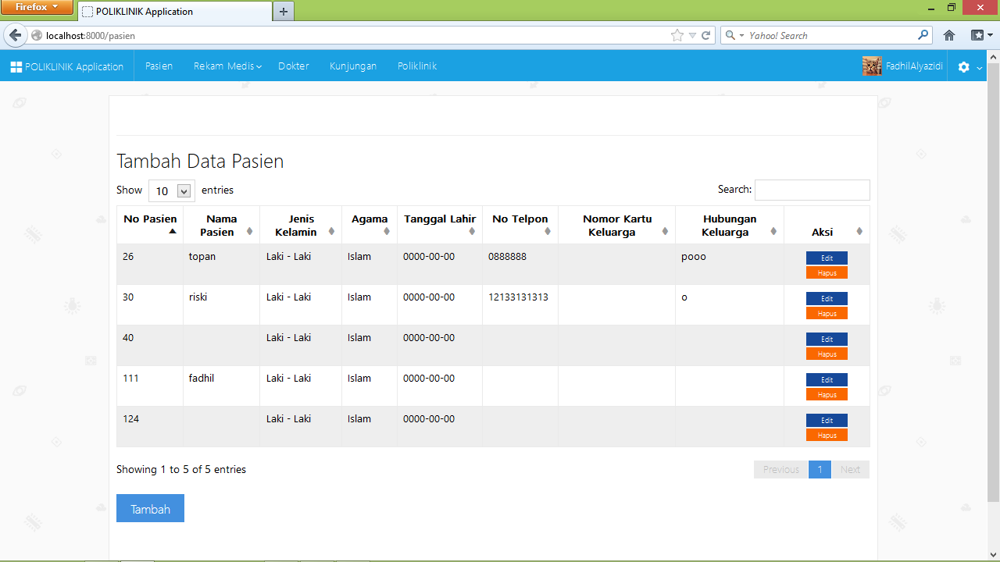 Firefox
POLIKLINIK Application
localhost:8000/pasien
Yahoo! Search
POLIKLINIK Application Pasien Rekam Medis Dokter Kunjungan Poliklinik FadhilAlyazidi
Tambah Data Pasien
Show 10 entries Search:
No Pasien Nama Pasien Jenis Kelamin Agama Tanggal Lahir No Telpon Nomor Kartu Keluarga Hubungan Keluarga Aksi
26 topan Laki - Laki Islam 0000-00-00 0888888 pooo Edit
Hapus
30 riski Laki - Laki Islam 0000-00-00 12133131313 o Edit
Hapus
40 Laki - Laki Islam 0000-00-00 Edit
Hapus
111 fadhil Laki - Laki Islam 0000-00-00 Edit
Hapus
124 Laki - Laki Islam 0000-00-00 Edit
Hapus
Showing 1 to 5 of 5 entries Previous 1 Next
Tambah